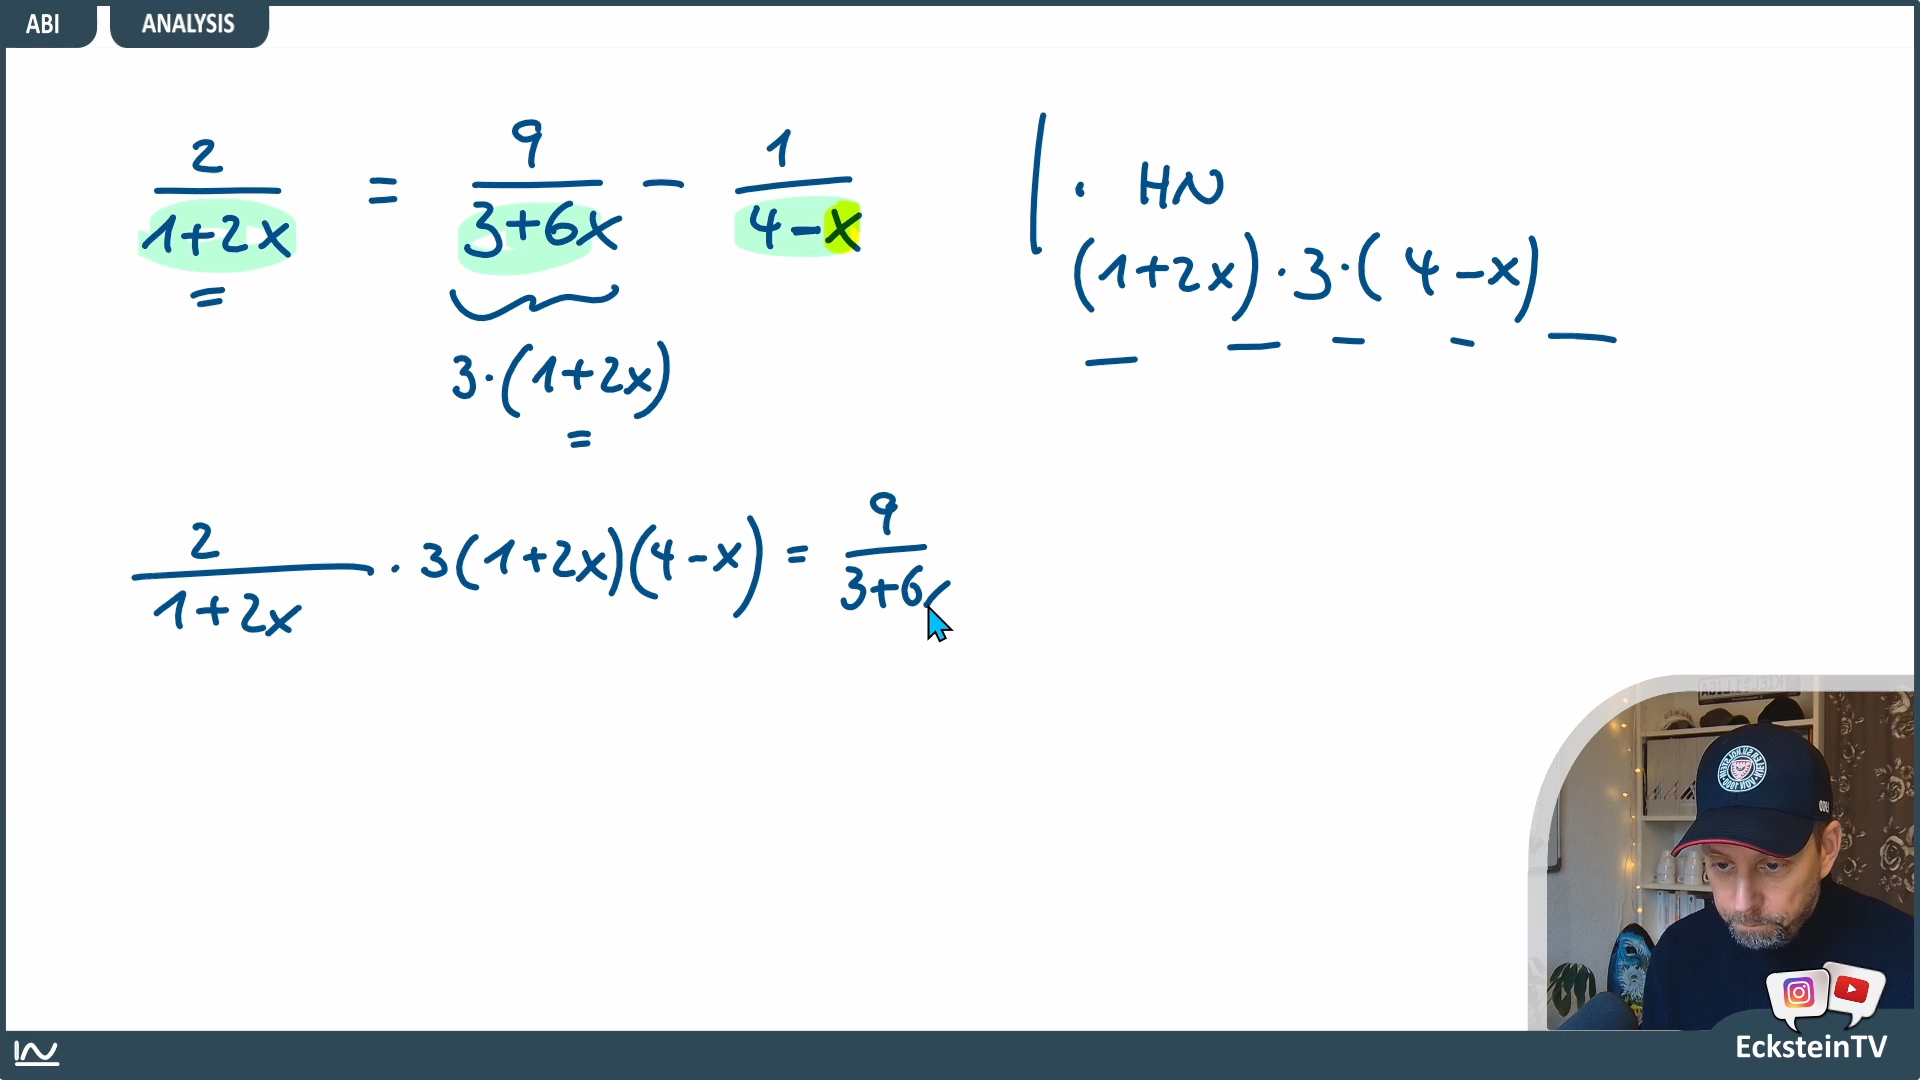 ABI ANALYSIS
2/(1+2x) = 9/(3+6x) − 1/(4−x) | · HN
(1+2x)·3·(4−x)
3·(1+2x)
2/(1+2x) · 3(1+2x)(4−x) = 9/(3+6
EcksteinTV